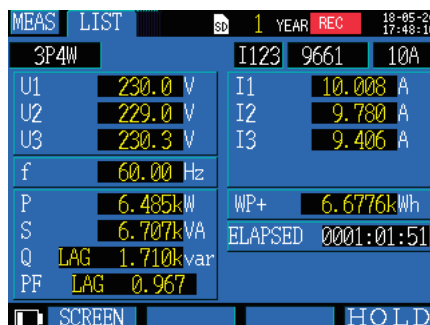 MEAS LIST SD 1 YEAR REC 18-05-2
17:48:1
3P4W I123 9661 10A
U1 230.0 V I1 10.008 A
U2 229.0 V I2 9.780 A
U3 230.3 V I3 9.406 A
f 60.00 Hz
P 6.485kW WP+ 6.6776kWh
S 6.707kVA ELAPSED 0001:01:51
Q LAG 1.710kvar
PF LAG 0.967
SCREEN HOLD